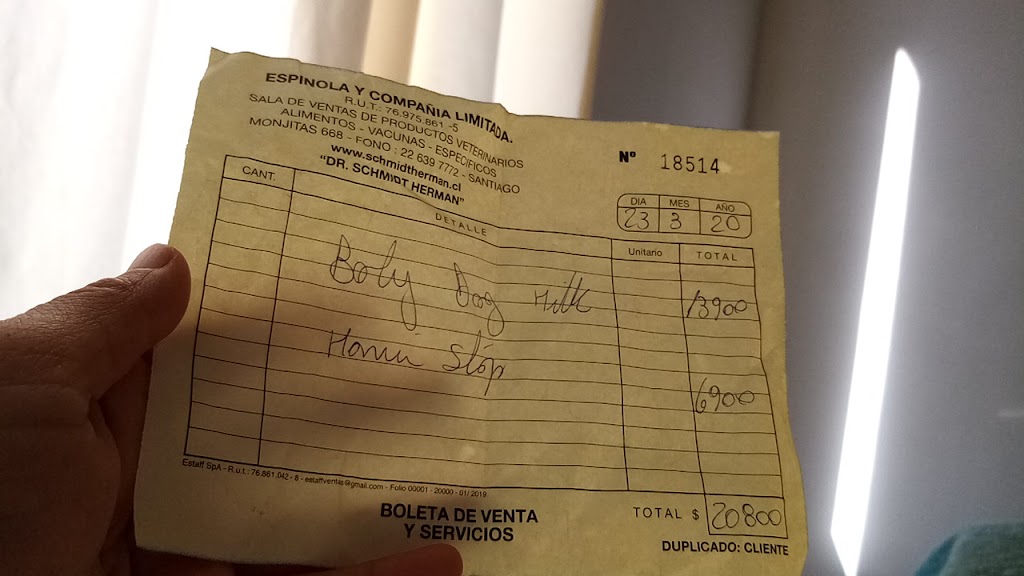 ESPINOLA Y COMPAÑIA LIMITADA.
R.U.T.: 76.975.861 -5
SALA DE VENTAS DE PRODUCTOS VETERINARIOS
ALIMENTOS - VACUNAS - ESPECIFICOS
MONJITAS 668 - FONO : 22 639 7772 - SANTIAGO
www.schmidtherman.cl
"DR. SCHMIDT HERMAN"
Nº 18514
DIA MES AÑO
23 3 20
CANT. DETALLE Unitario TOTAL
Boly Dog Milk 13900
Stop 6900
Estaff SpA - R.u.t.: 76.861.042 - 8 - estaffventas@gmail.com - Folio 00001 - 20000 - 01/2019
BOLETA DE VENTA
Y SERVICIOS
TOTAL $ 20800
DUPLICADO: CLIENTE